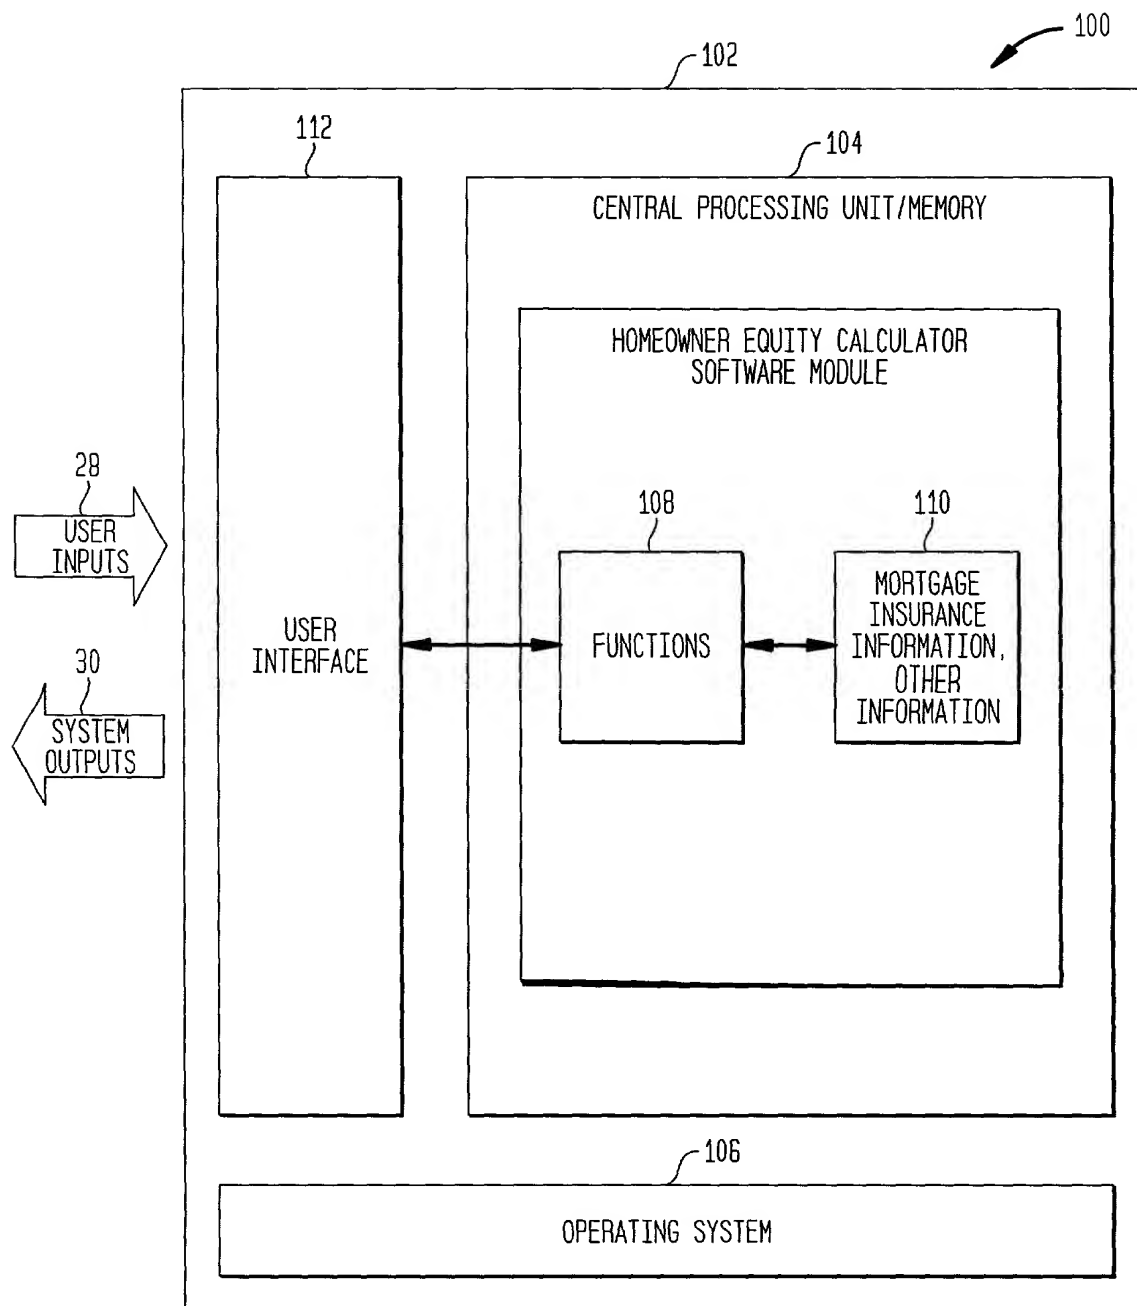 100
102
112
104
CENTRAL PROCESSING UNIT/MEMORY
HOMEOWNER EQUITY CALCULATOR
SOFTWARE MODULE
28
USER
INPUTS
108
110
USER
INTERFACE
FUNCTIONS
MORTGAGE
INSURANCE
INFORMATION,
OTHER
INFORMATION
30
SYSTEM
OUTPUTS
106
OPERATING SYSTEM